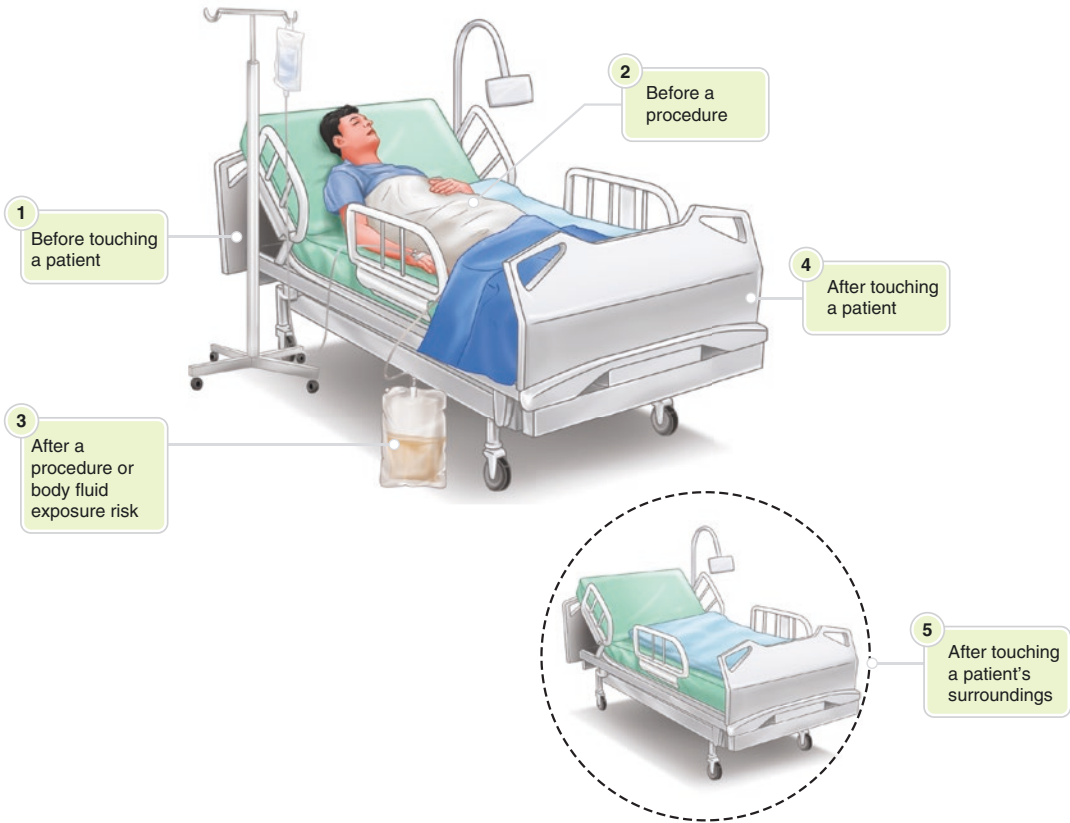 1
Before touching
a patient
2
Before a
procedure
3
After a
procedure or
body fluid
exposure risk
4
After touching
a patient
5
After touching
a patient's
surroundings